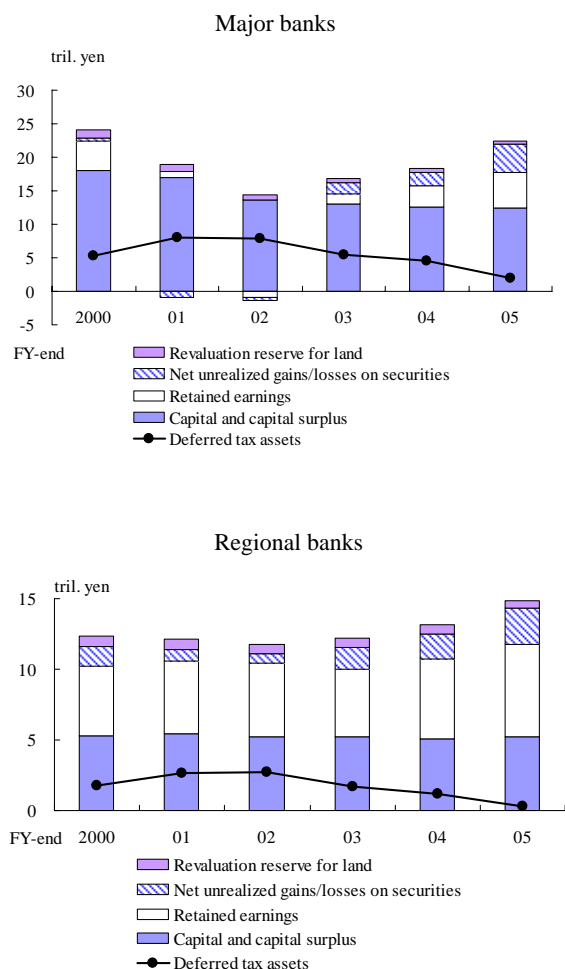 Major banks
tril. yen
30
25
20
15
10
5
0
-5
2000 01 02 03 04 05
FY-end
Revaluation reserve for land
Net unrealized gains/losses on securities
Retained earnings
Capital and capital surplus
Deferred tax assets
Regional banks
tril. yen
15
10
5
0
FY-end 2000 01 02 03 04 05
Revaluation reserve for land
Net unrealized gains/losses on securities
Retained earnings
Capital and capital surplus
Deferred tax assets